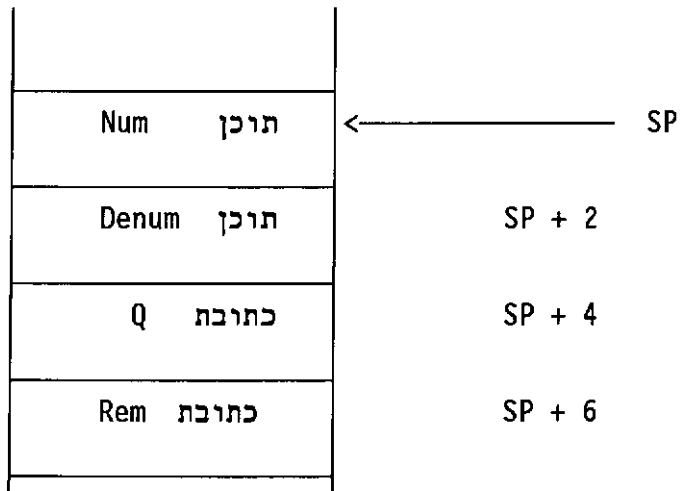 Num תוכן <——— SP
Denum תוכן SP + 2
Q כתובת SP + 4
Rem כתובת SP + 6